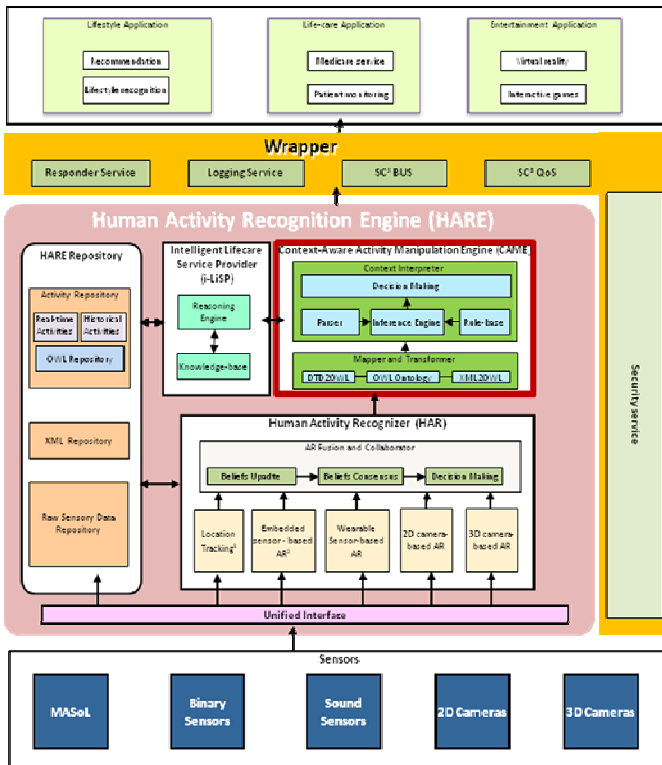 Lifestyle Application
Life-care Application
Entertainment Application
Recommendation
Lifestyle recognition
Medicare service
Patient monitoring
Virtual reality
Interactive games
Wrapper
Responder Service
Logging Service
SC³ BUS
SC³ QoS
Human Activity Recognition Engine (HARE)
Security service
HARE Repository
Activity Repository
Real-time
Activities
Historical
Activities
OWL Repository
XML Repository
Raw Sensory Data
Repository
Intelligent Lifecare
Service Provider
(i-LiSP)
Reasoning
Engine
Knowledge-base
Context-Aware Activity Manipulation Engine (CAME)
Context Interpreter
Decision Making
Parser
Inference Engine
Rule-base
Mapper and Transformer
DTD2OWL
OWL Ontology
XML2OWL
Human Activity Recognizer (HAR)
AR Fusion and Collaborator
Beliefs Upadte
Beliefs Consenses
Decision Making
Location
Tracking¹
Embedded
sensor - based
AR²
Wearable
Sensor-based
AR
2D camera-
based AR
3D camera-
based AR
Unified Interface
Sensors
MASoL
Binary
Sensors
Sound
Sensors
2D Cameras
3D Cameras